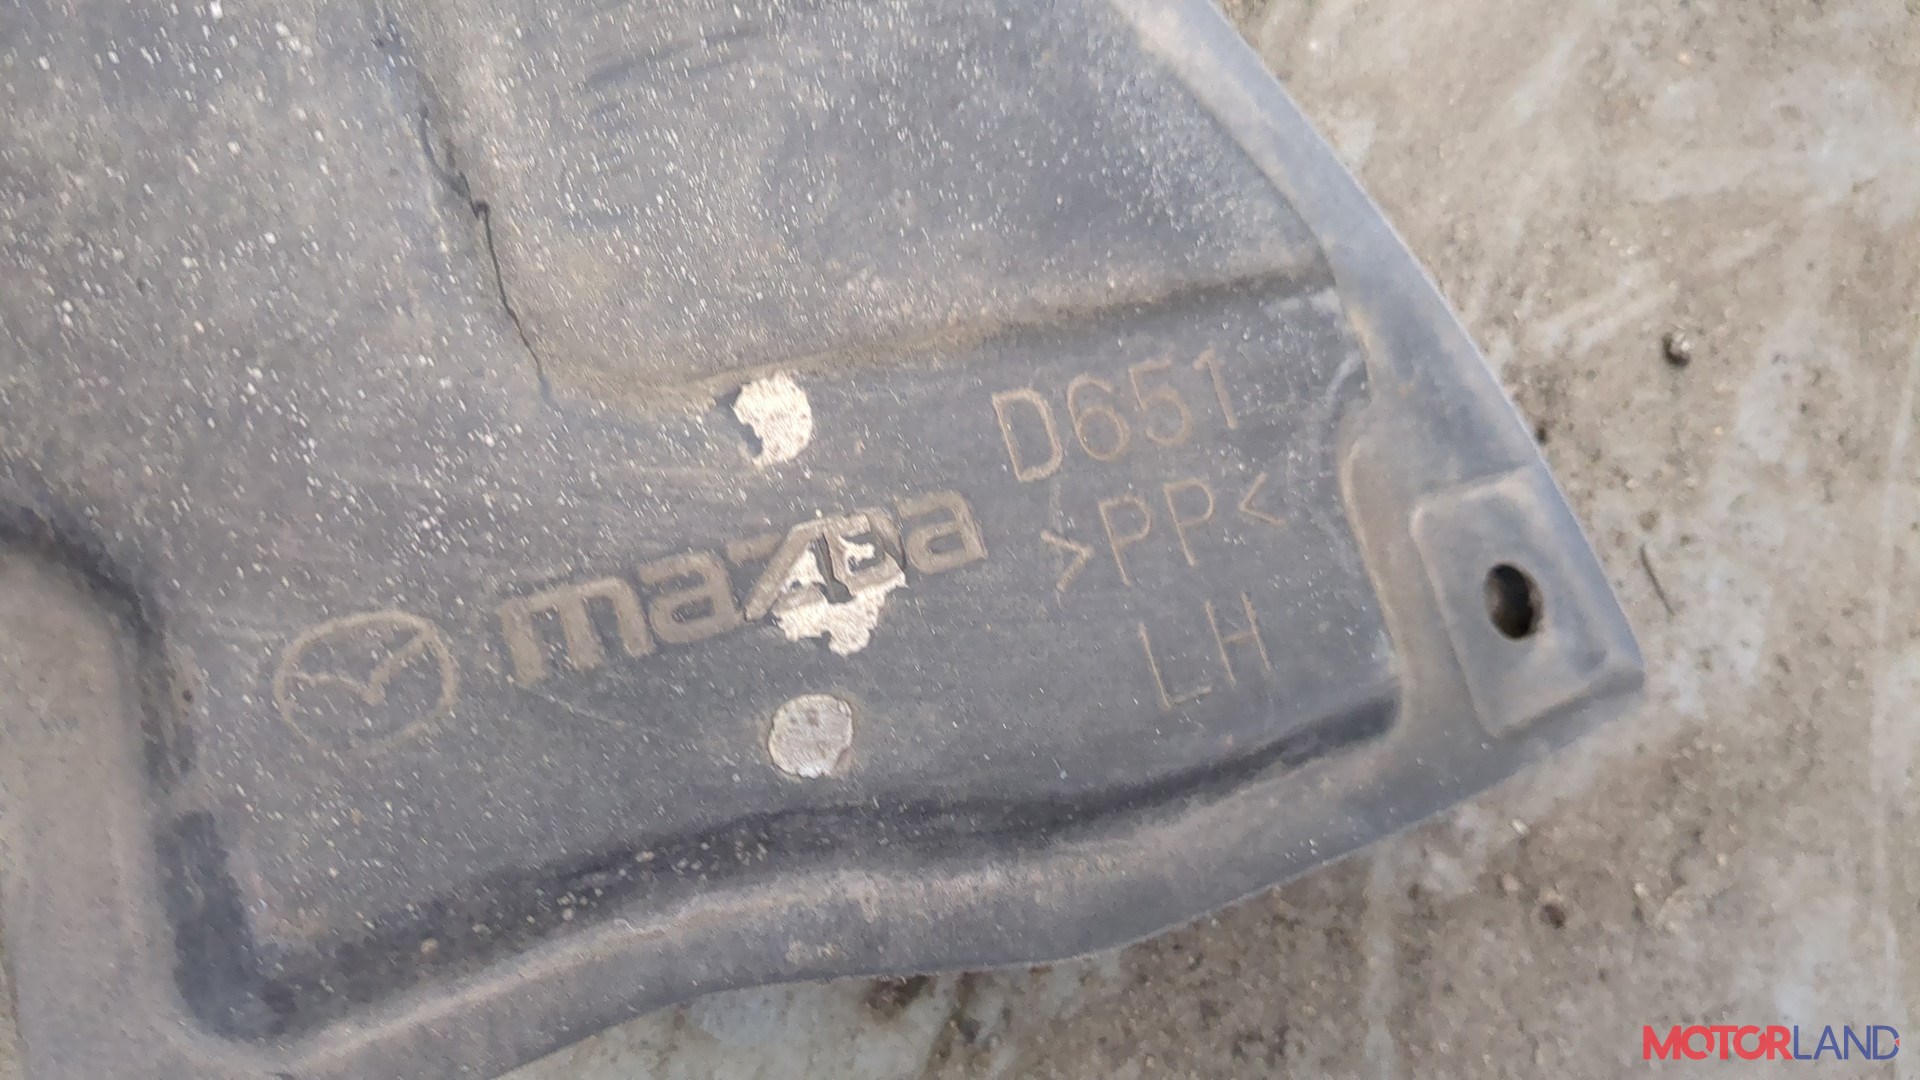 D651
mazda
>PP<
LH
MOTORLAND